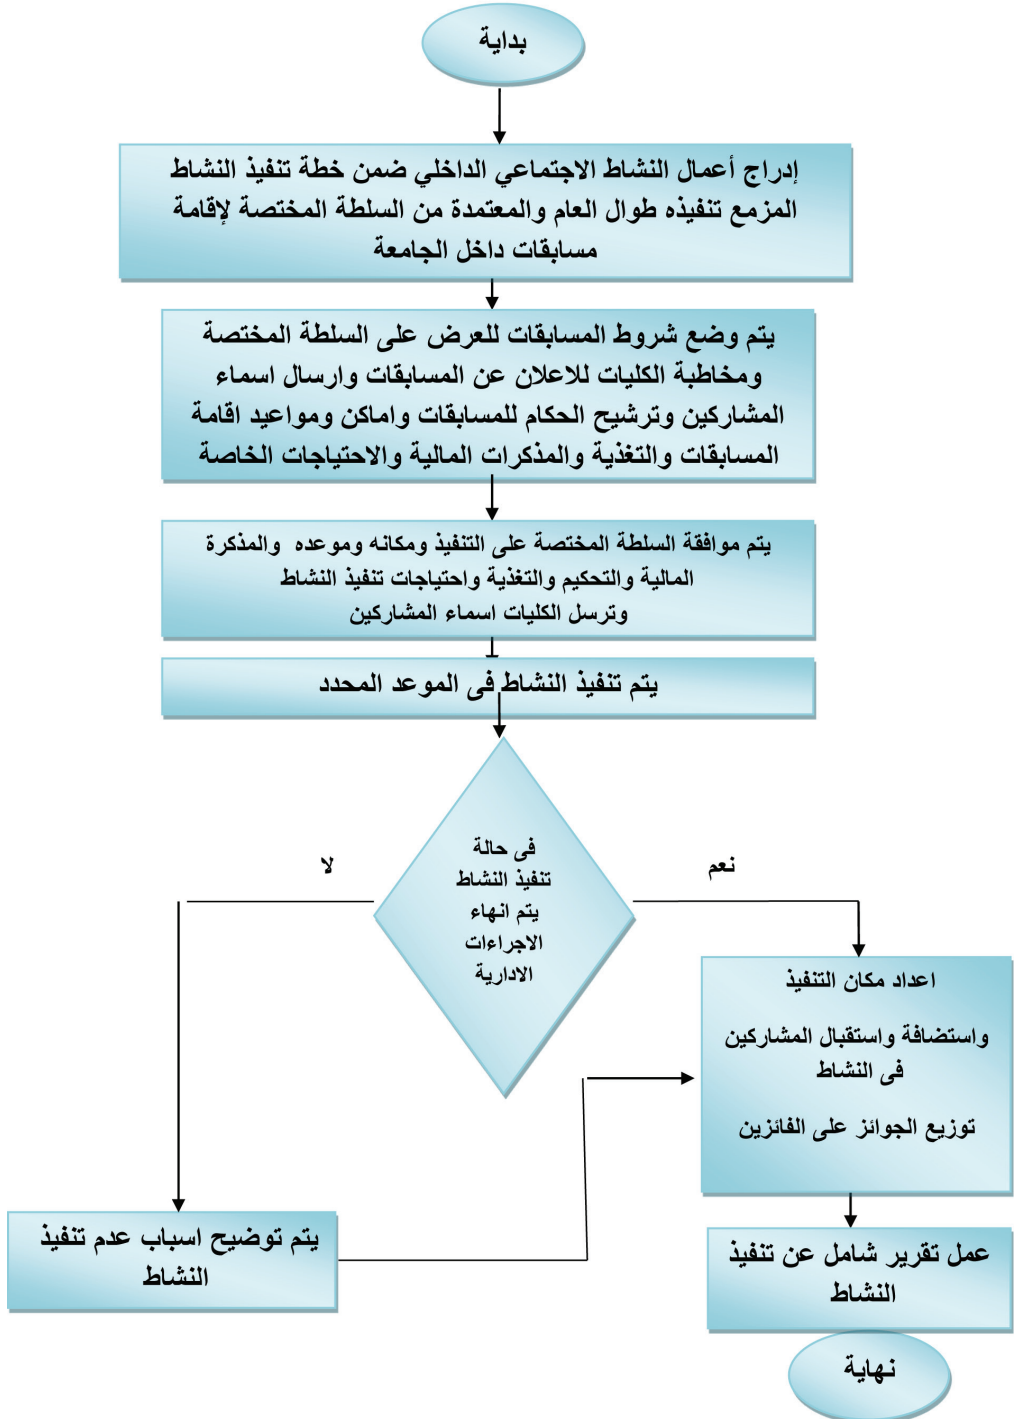 بداية
إدراج أعمال النشاط الاجتماعي الداخلي ضمن خطة تنفيذ النشاط
المزمع تنفيذه طوال العام والمعتمدة من السلطة المختصة لإقامة
مسابقات داخل الجامعة
يتم وضع شروط المسابقات للعرض على السلطة المختصة
ومخاطبة الكليات للاعلان عن المسابقات وارسال اسماء
المشاركين وترشيح الحكام للمسابقات واماكن ومواعيد اقامة
المسابقات والتغذية والمذكرات المالية والاحتياجات الخاصة
يتم موافقة السلطة المختصة على التنفيذ ومكانه وموعده والمذكرة
المالية والتحكيم والتغذية واحتياجات تنفيذ النشاط
وترسل الكليات اسماء المشاركين
يتم تنفيذ النشاط فى الموعد المحدد
فى حالة
تنفيذ النشاط
يتم انهاء
الاجراءات
الادارية
نعم
لا
اعداد مكان التنفيذ
واستضافة واستقبال المشاركين
فى النشاط
توزيع الجوائز على الفائزين
يتم توضيح اسباب عدم تنفيذ
النشاط
عمل تقرير شامل عن تنفيذ
النشاط
نهاية